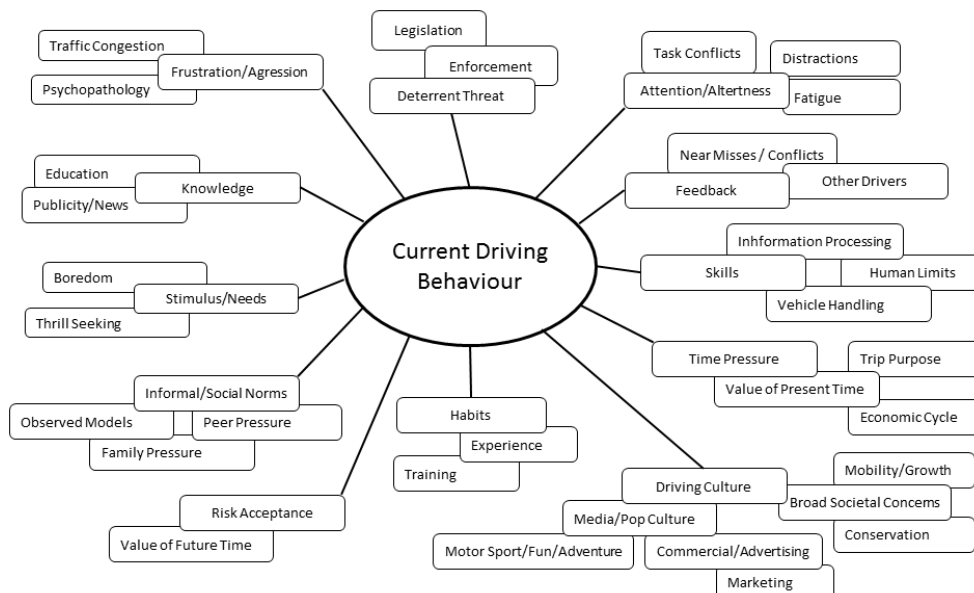 Legislation
Enforcement
Deterrent Threat
Traffic Congestion
Frustration/Agression
Psychopathology
Task Conflicts
Distractions
Attention/Altertness
Fatigue
Education
Knowledge
Publicity/News
Near Misses / Conflicts
Other Drivers
Feedback
Current Driving
Behaviour
Inhformation Processing
Skills
Human Limits
Vehicle Handling
Boredom
Stimulus/Needs
Thrill Seeking
Time Pressure
Trip Purpose
Value of Present Time
Economic Cycle
Informal/Social Norms
Observed Models
Peer Pressure
Family Pressure
Habits
Experience
Training
Risk Acceptance
Value of Future Time
Driving Culture
Mobility/Growth
Broad Societal Concems
Conservation
Media/Pop Culture
Motor Sport/Fun/Adventure
Commercial/Advertising
Marketing